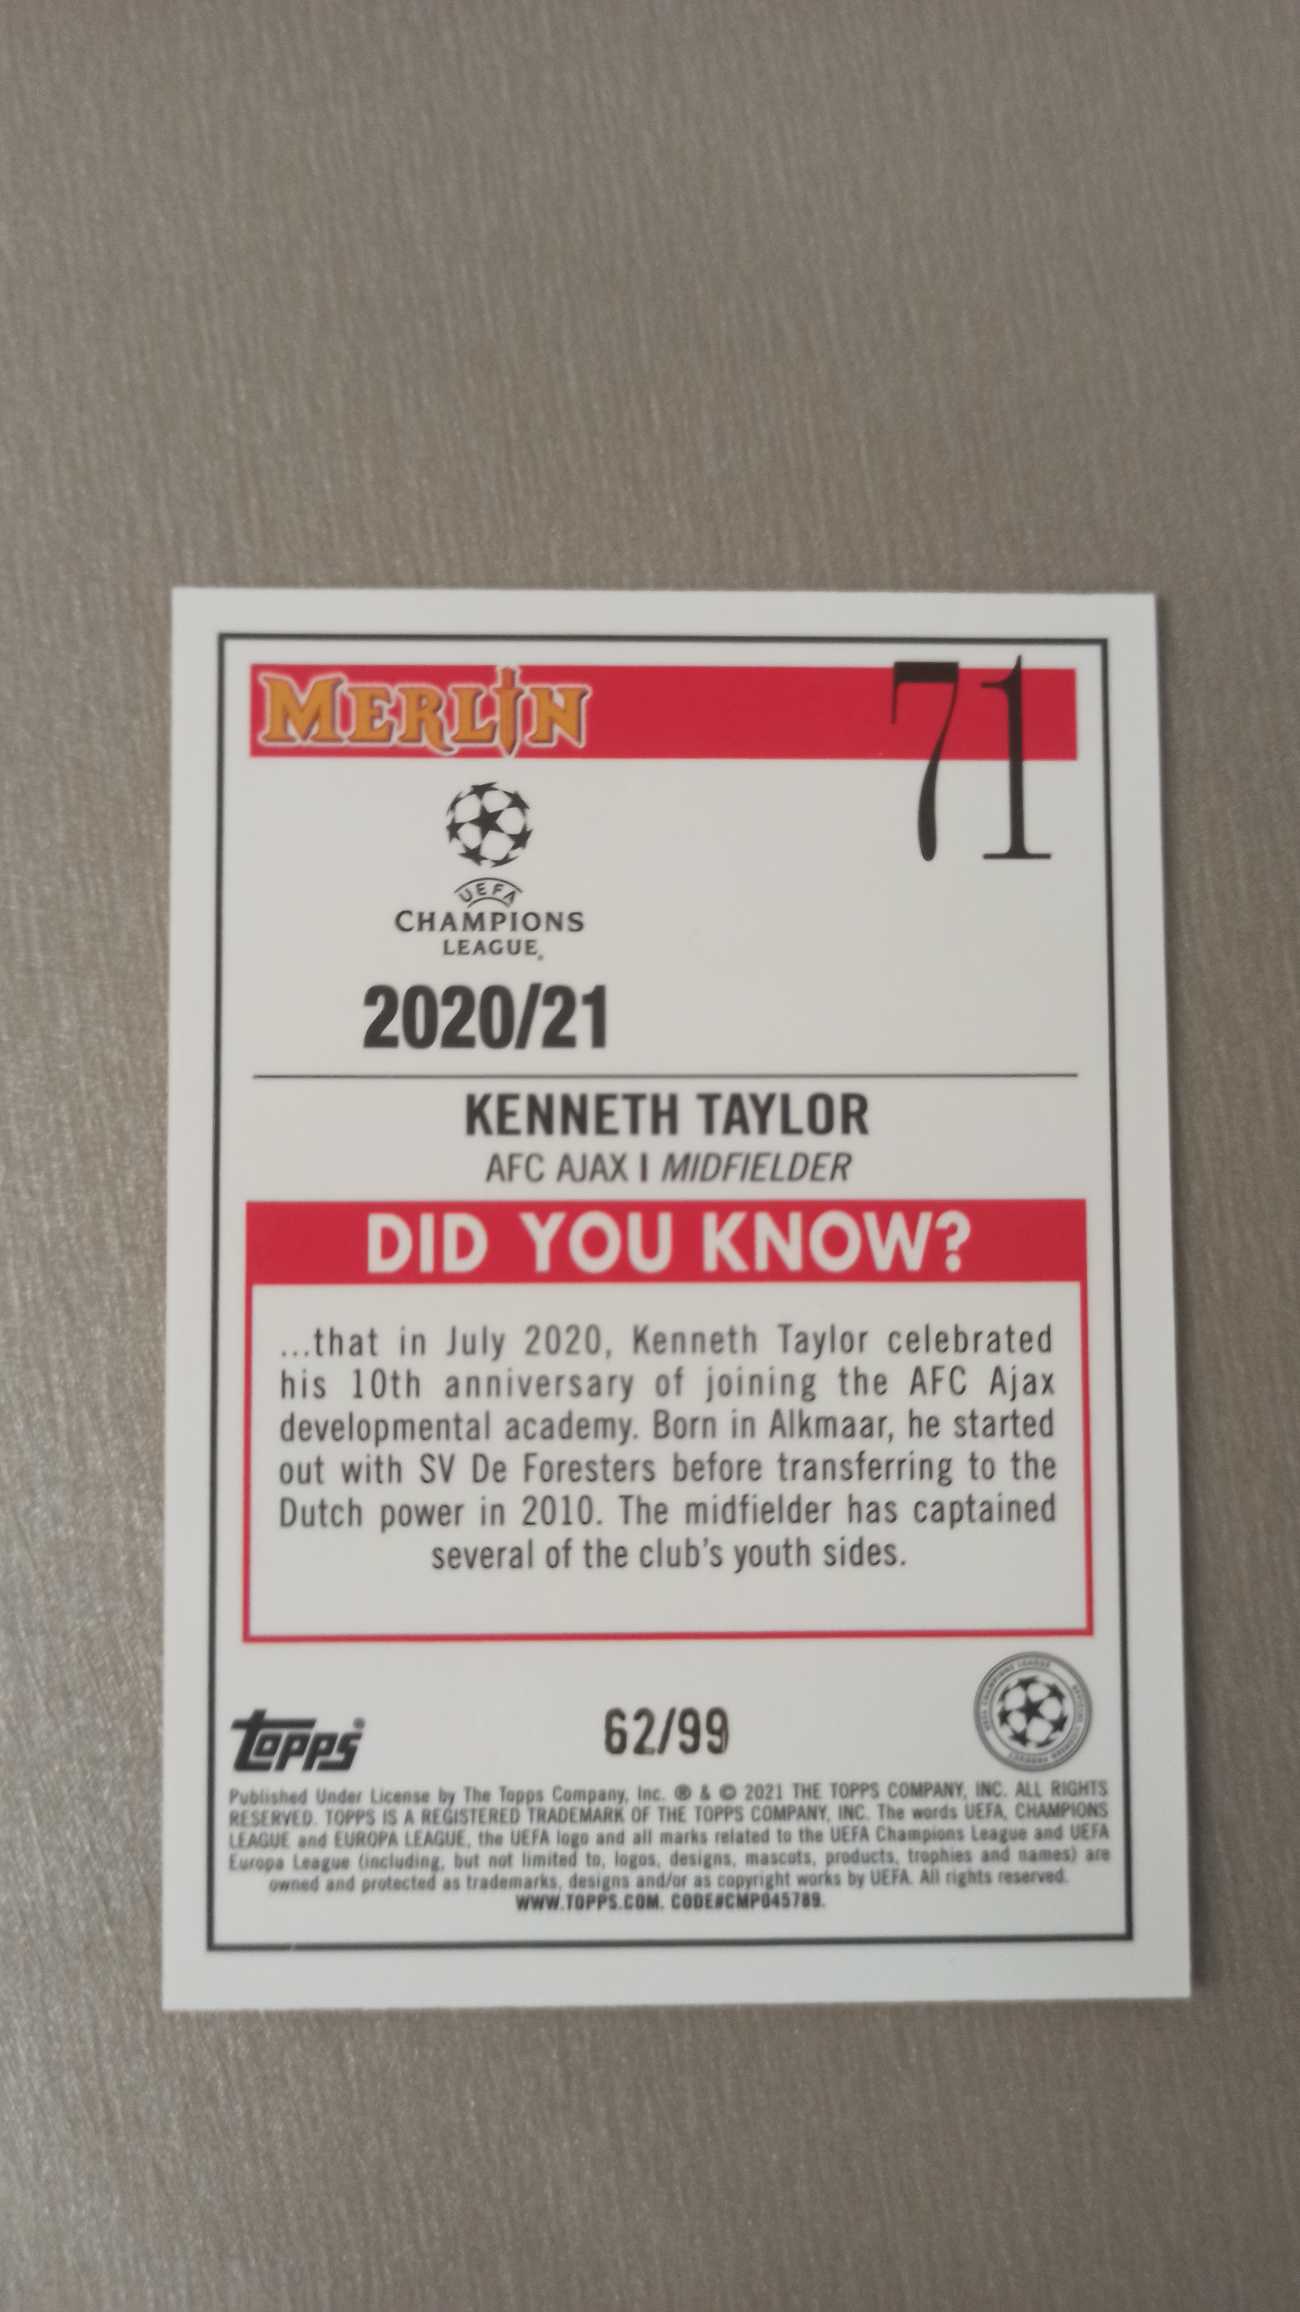 MERLIN
71
UEFA
CHAMPIONS
LEAGUE
2020/21
KENNETH TAYLOR
AFC AJAX | MIDFIELDER
DID YOU KNOW?
...that in July 2020, Kenneth Taylor celebrated
his 10th anniversary of joining the AFC Ajax
developmental academy. Born in Alkmaar, he started
out with SV De Foresters before transferring to the
Dutch power in 2010. The midfielder has captained
several of the club's youth sides.
Topps®
62/99
Published Under License by The Topps Company, Inc. ® & © 2021 THE TOPPS COMPANY, INC. ALL RIGHTS
RESERVED. TOPPS IS A REGISTERED TRADEMARK OF THE TOPPS COMPANY, INC. The words UEFA, CHAMPIONS
LEAGUE and EUROPA LEAGUE, the UEFA logo and all marks related to the UEFA Champions League and UEFA
Europa League (including, but not limited to, logos, designs, mascots, products, trophies and names) are
owned and protected as trademarks, designs and/or as copyright works by UEFA. All rights reserved.
WWW.TOPPS.COM. CODE#CMP045789.